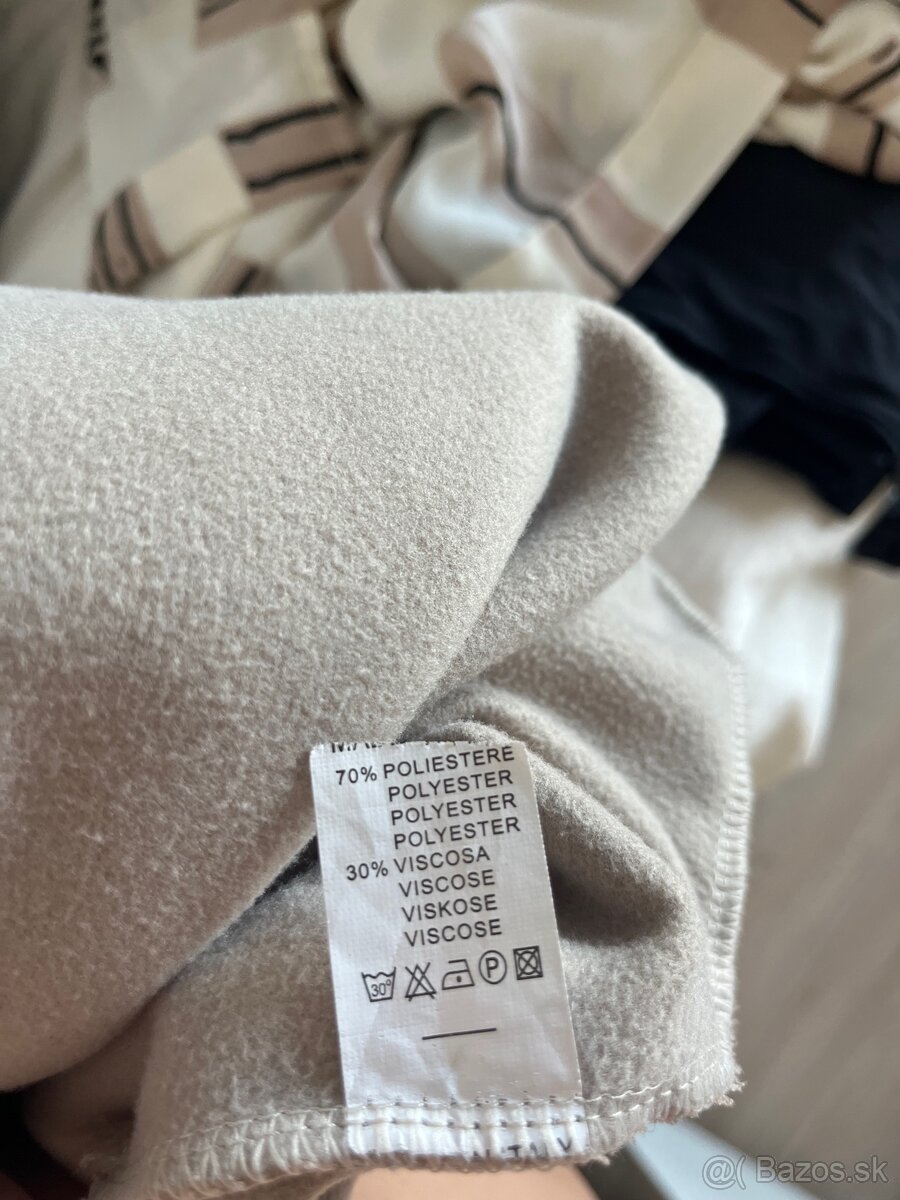 70% POLIESTERE
POLYESTER
POLYESTER
POLYESTER
30% VISCOSA
VISCOSE
VISKOSE
VISCOSE
30°
P
@( Bazos.sk